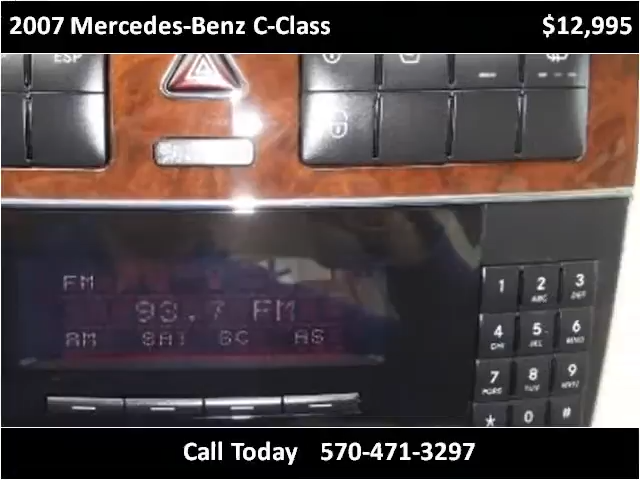 2007 Mercedes-Benz C-Class $12,995
ESP
FM
93.7 FM
AM SAT SC AS
1 2 3
ABC DEF
4 5 6
GHI JKL MNO
7 8 9
PQRS TUV WXYZ
* 0 #
Call Today 570-471-3297